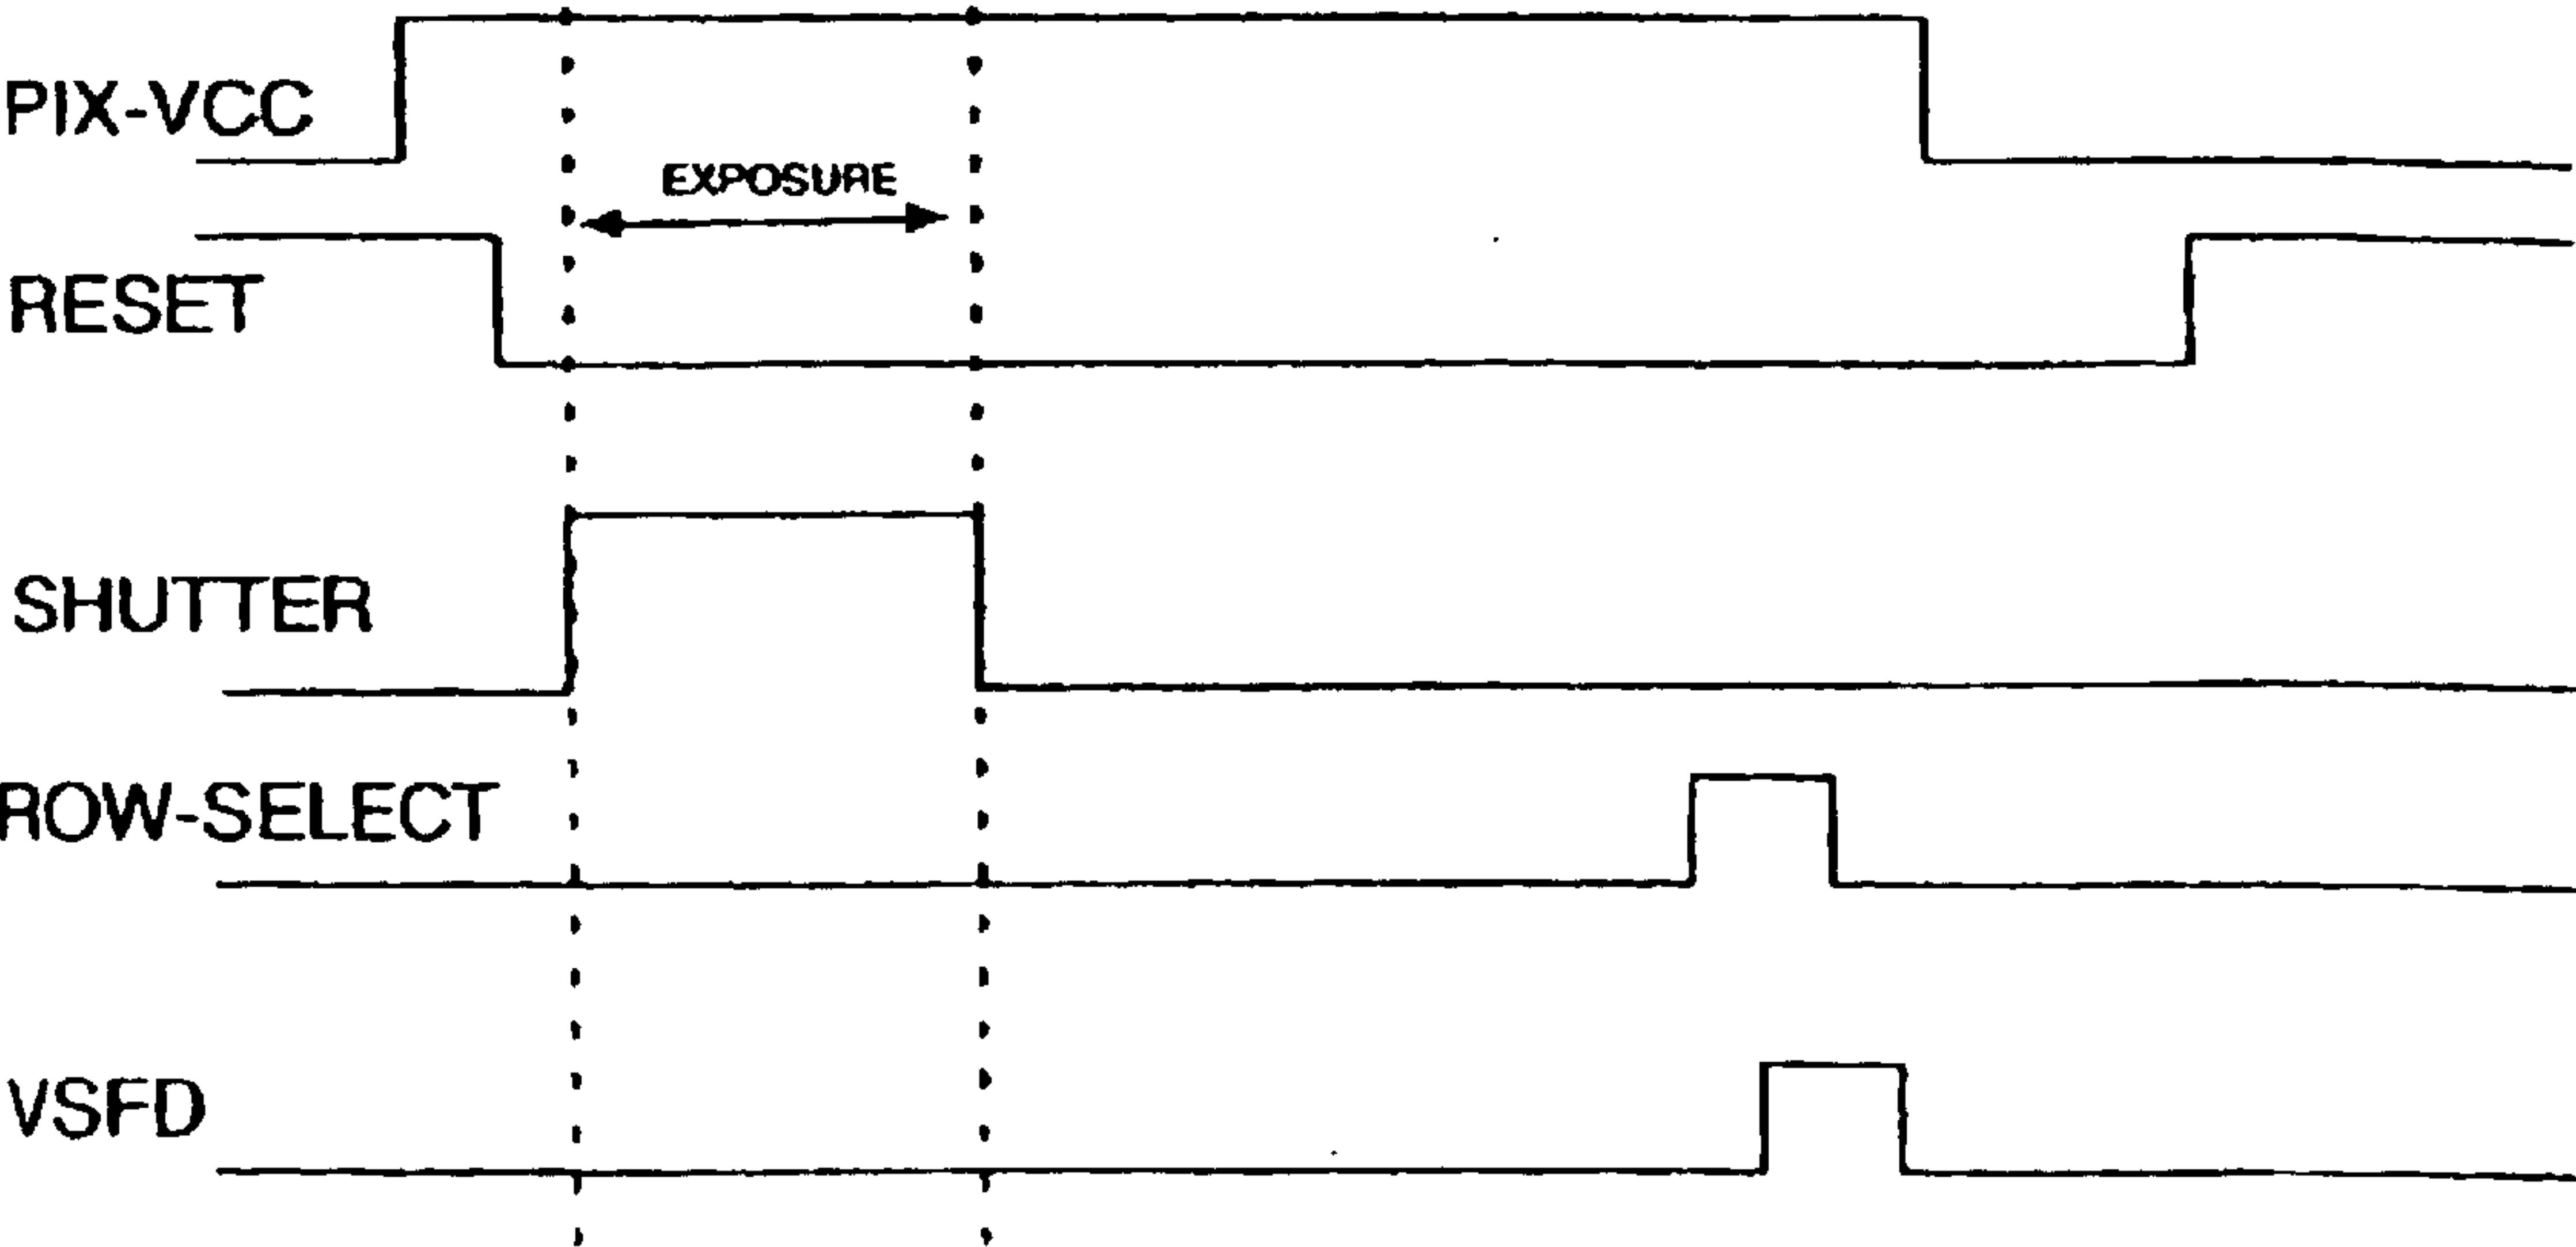 PIX-VCC
EXPOSURE
RESET
SHUTTER
ROW-SELECT
VSFD